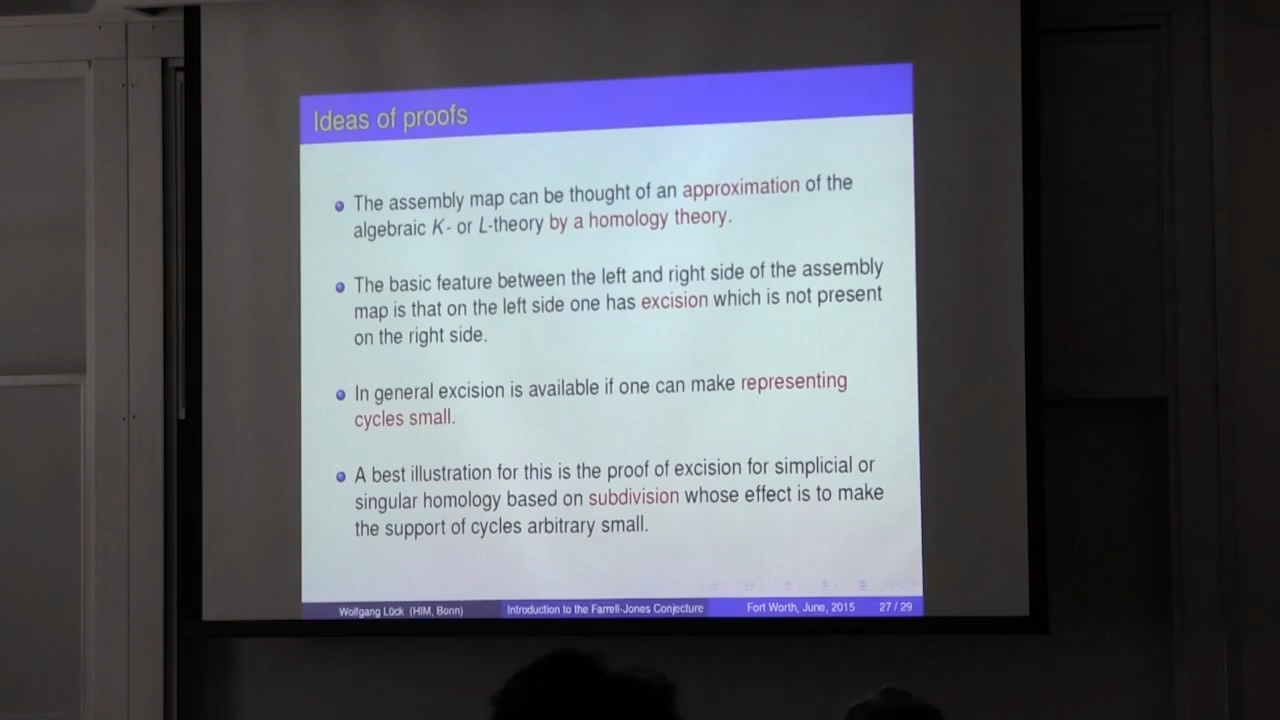 Ideas of proofs
The assembly map can be thought of an approximation of the
algebraic K- or L-theory by a homology theory.
The basic feature between the left and right side of the assembly
map is that on the left side one has excision which is not present
on the right side.
In general excision is available if one can make representing
cycles small.
A best illustration for this is the proof of excision for simplicial or
singular homology based on subdivision whose effect is to make
the support of cycles arbitrary small.
Wolfgang Lück (HIM, Bonn) Introduction to the Farrell-Jones Conjecture Fort Worth, June, 2015 27 / 29